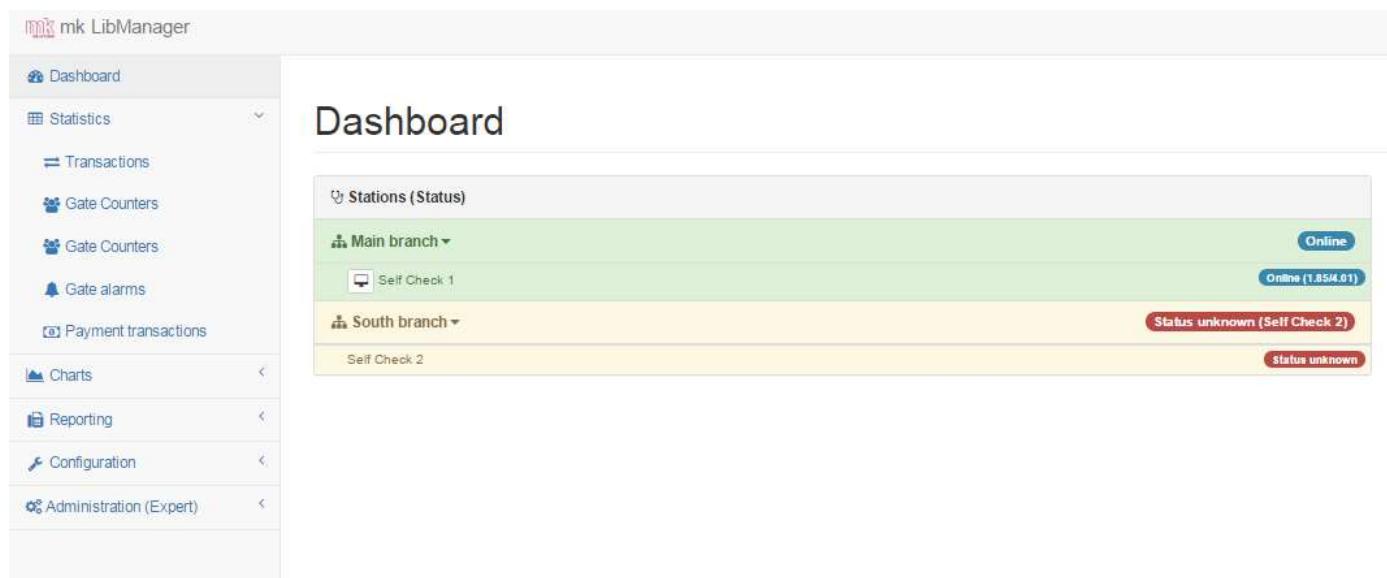 mk mk LibManager
Dashboard
Statistics
Transactions
Gate Counters
Gate Counters
Gate alarms
Payment transactions
Charts
Reporting
Configuration
Administration (Expert)
Dashboard
Stations (Status)
Main branch Online
Self Check 1 Online (1.85/4.01)
South branch Status unknown (Self Check 2)
Self Check 2 Status unknown